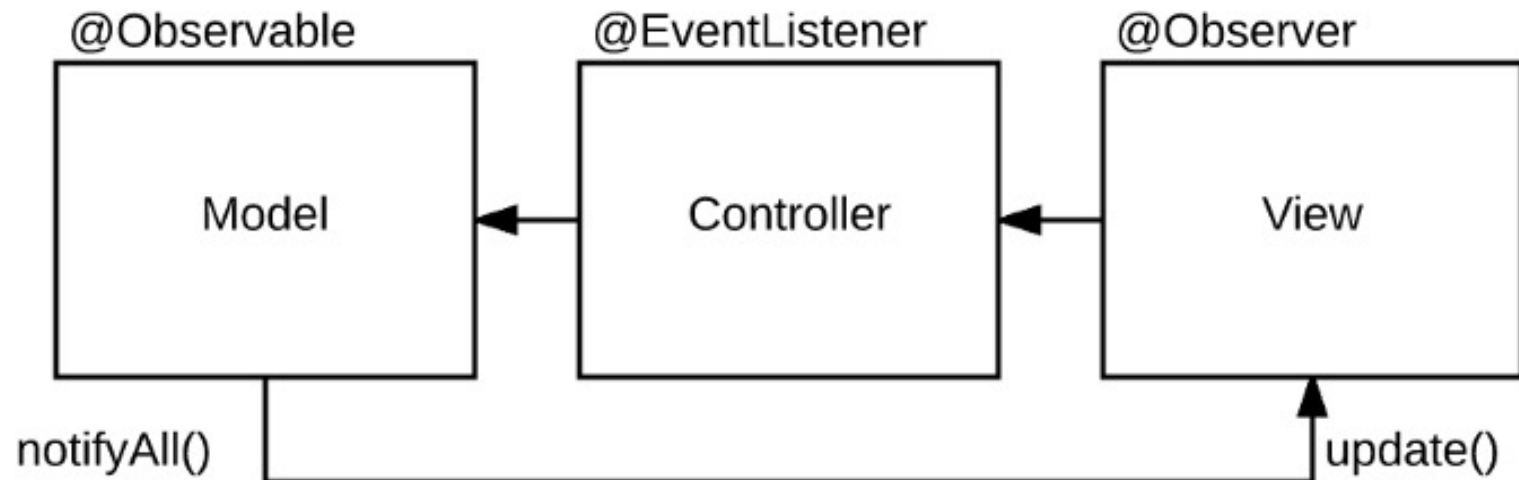 @Observable
@EventListener
@Observer
Model
Controller
View
notifyAll()
update()